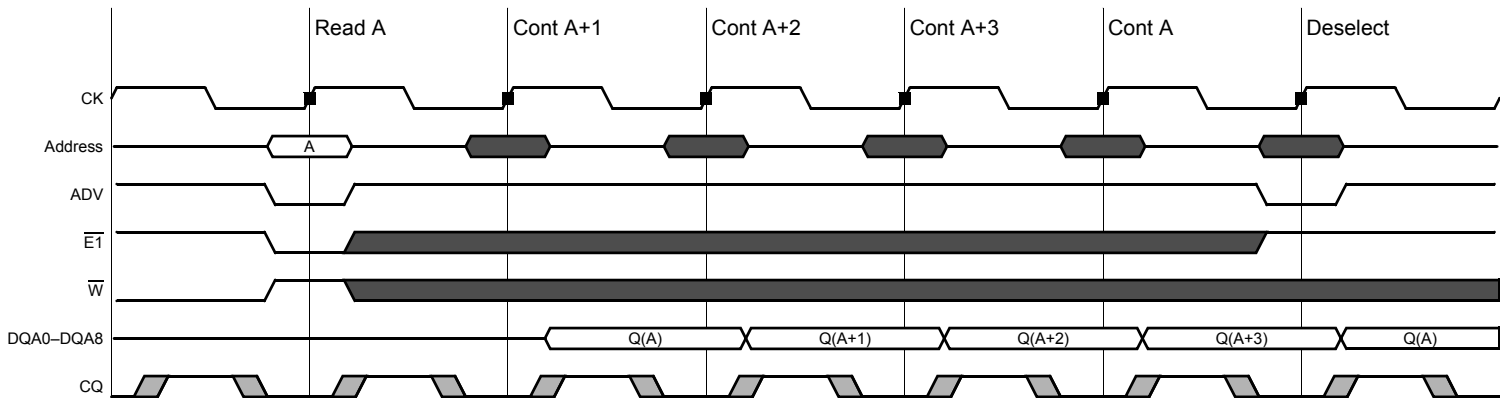 Read A Cont A+1 Cont A+2 Cont A+3 Cont A Deselect
CK
Address A
ADV
E1
W
DQA0–DQA8 Q(A) Q(A+1) Q(A+2) Q(A+3) Q(A)
CQ